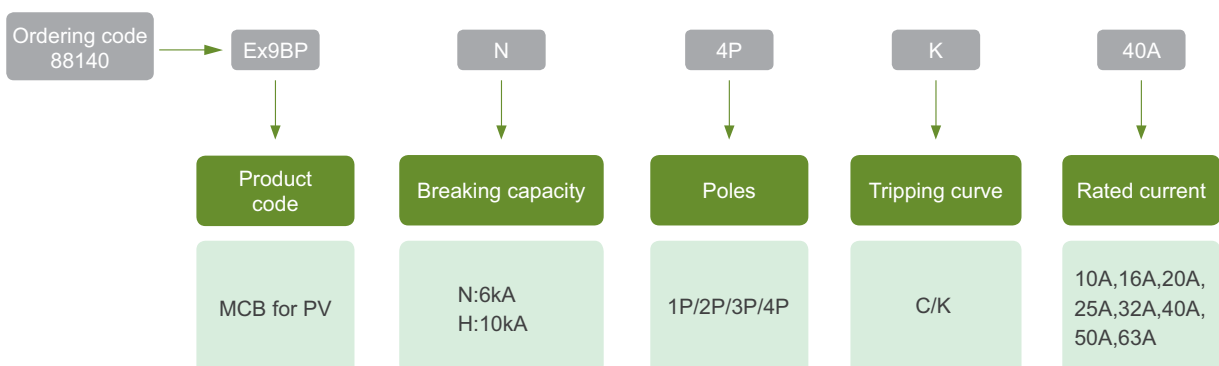 Ordering code
88140
Ex9BP
N
4P
K
40A
Product
code
Breaking capacity
Poles
Tripping curve
Rated current
MCB for PV
N:6kA
H:10kA
1P/2P/3P/4P
C/K
10A,16A,20A,
25A,32A,40A,
50A,63A